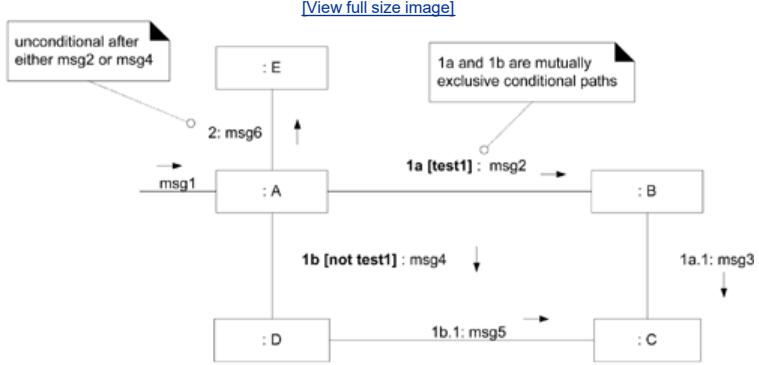 [View full size image]
unconditional after
either msg2 or msg4
: E
1a and 1b are mutually
exclusive conditional paths
2: msg6
1a [test1] : msg2
msg1
: A
: B
1b [not test1] : msg4
1a.1: msg3
: D
1b.1: msg5
: C